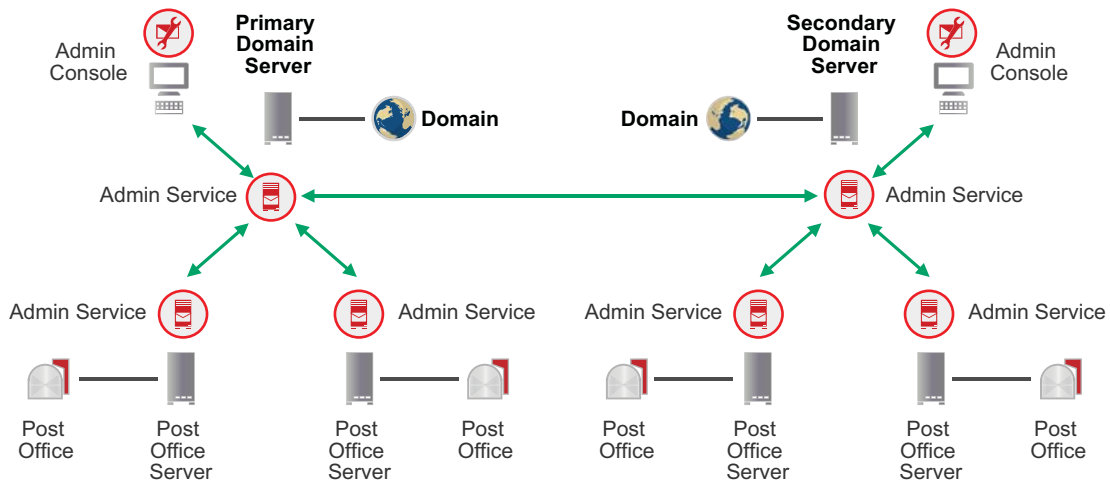 Primary
Domain
Server
Secondary
Domain
Server
Admin
Console
Admin
Console
Domain
Domain
Admin Service
Admin Service
Admin Service
Admin Service
Admin Service
Admin Service
Post
Office
Post
Office
Server
Post
Office
Server
Post
Office
Post
Office
Post
Office
Server
Post
Office
Server
Post
Office